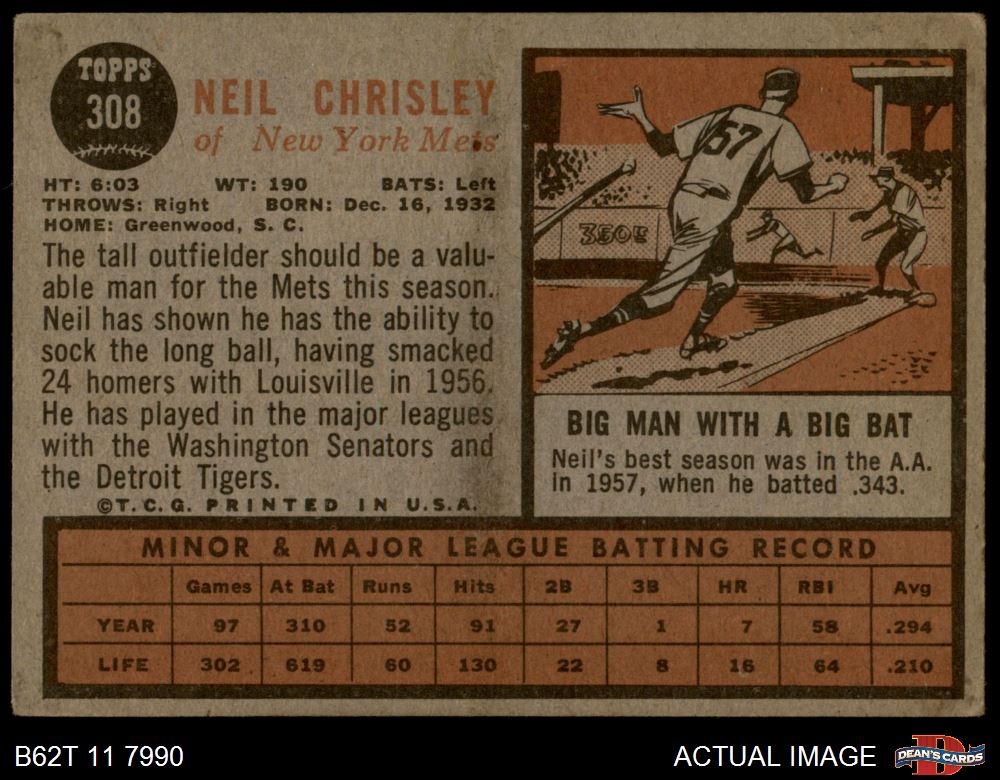 TOPPS
308
NEIL CHRISLEY
of New York Mets
HT: 6:03 WT: 190 BATS: Left
THROWS: Right BORN: Dec. 16, 1932
HOME: Greenwood, S. C.
The tall outfielder should be a valu-
able man for the Mets this season.
Neil has shown he has the ability to
sock the long ball, having smacked
24 homers with Louisville in 1956.
He has played in the major leagues
with the Washington Senators and
the Detroit Tigers.
©T.C.G. PRINTED IN U.S.A.
57
350FT
BIG MAN WITH A BIG BAT
Neil's best season was in the A.A.
in 1957, when he batted .343.
MINOR & MAJOR LEAGUE BATTING RECORD
Games At Bat Runs Hits 2B 3B HR RBI Avg
YEAR 97 310 52 91 27 1 7 58 .294
LIFE 302 619 60 130 22 8 16 64 .210
B62T 11 7990
ACTUAL IMAGE
D
DEAN'S CARDS